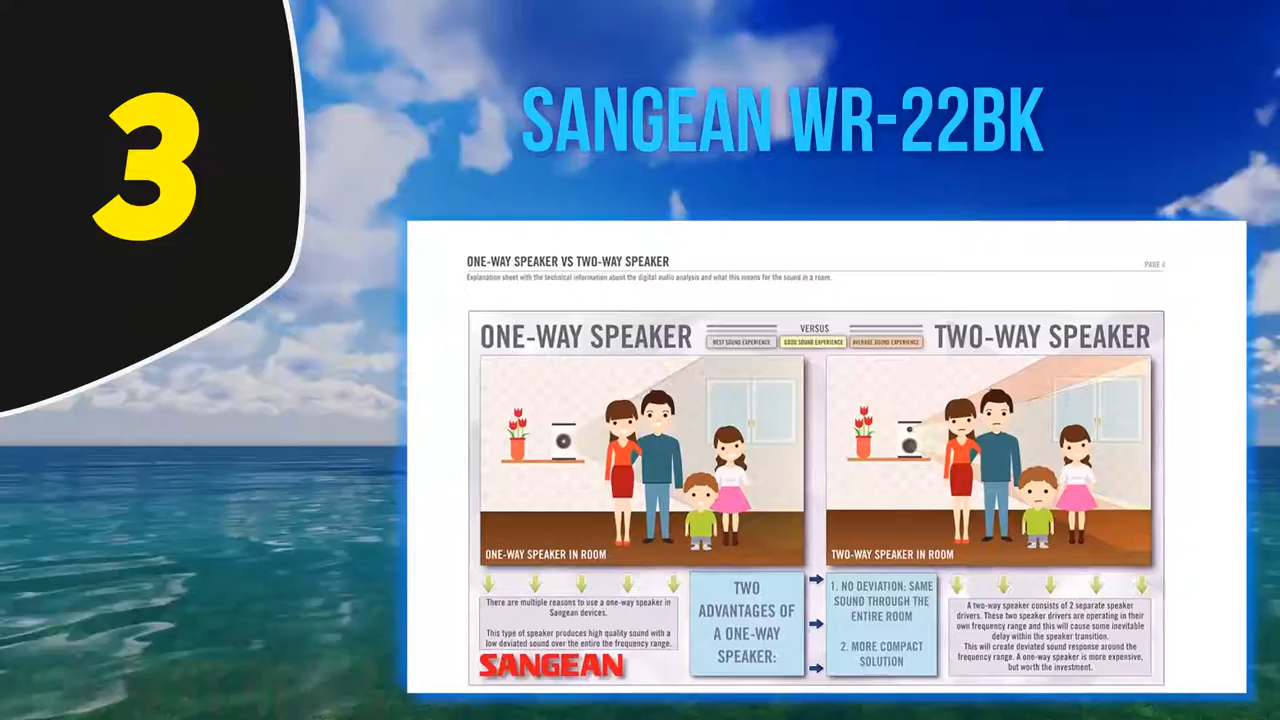 3
SANGEAN WR-22BK
ONE-WAY SPEAKER VS TWO-WAY SPEAKER
PAGE 4
Explanation sheet with the technical information about the digital audio analysis and what this means for the sound in a room.
ONE-WAY SPEAKER
VERSUS
TWO-WAY SPEAKER
BEST SOUND EXPERIENCE
GOOD SOUND EXPERIENCE
AVERAGE SOUND EXPERIENCE
ONE-WAY SPEAKER IN ROOM
TWO-WAY SPEAKER IN ROOM
There are multiple reasons to use a one-way speaker in
Sangean devices.
This type of speaker produces high quality sound with a
low deviated sound over the entire the frequency range.
SANGEAN
TWO
ADVANTAGES OF
A ONE-WAY
SPEAKER:
1. NO DEVIATION: SAME
SOUND THROUGH THE
ENTIRE ROOM
2. MORE COMPACT
SOLUTION
A two-way speaker consists of 2 separate speaker
drivers. These two speaker drivers are operating in their
own frequency range and this will cause some inevitable
delay within the speaker transition.
This will create deviated sound response around the
frequency range. A one-way speaker is more expensive,
but worth the investment.